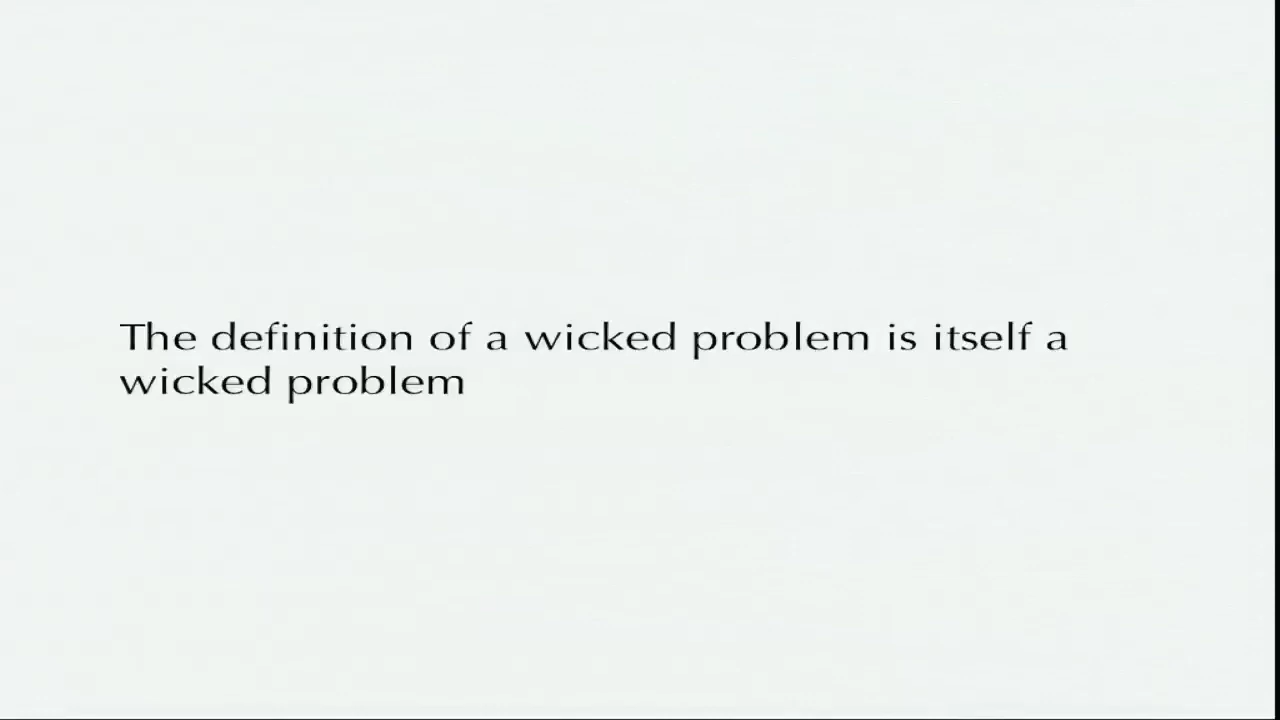 The definition of a wicked problem is itself a
wicked problem